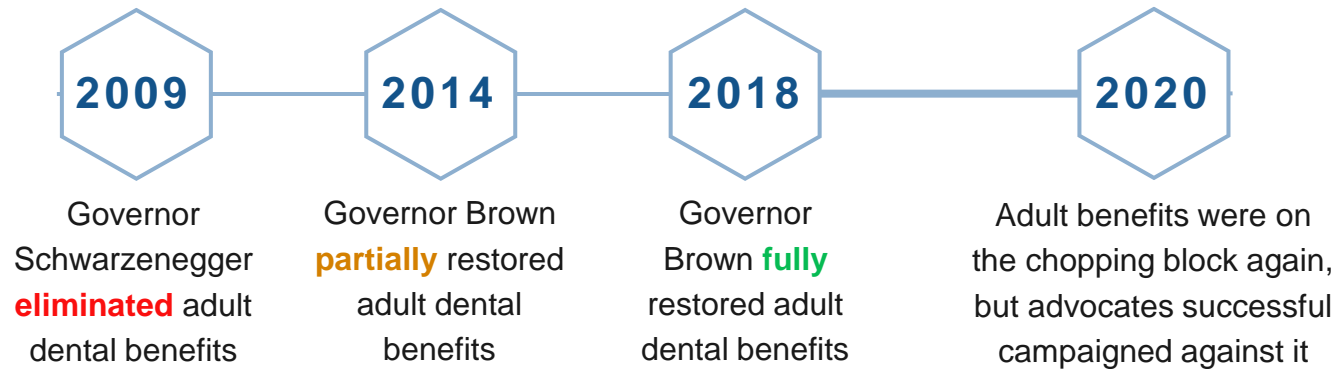 2009
2014
2018
2020
Governor
Schwarzenegger
eliminated adult
dental benefits
Governor Brown
partially restored
adult dental
benefits
Governor
Brown fully
restored adult
dental benefits
Adult benefits were on
the chopping block again,
but advocates successful
campaigned against it